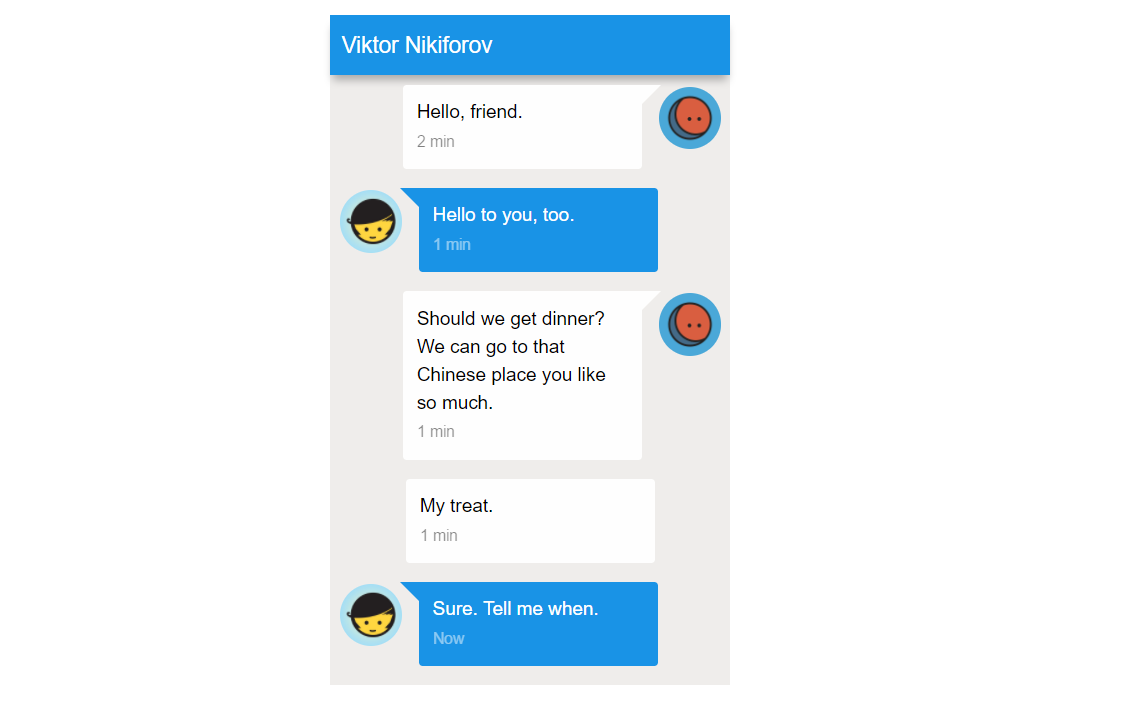 Viktor Nikiforov
Hello, friend.
2 min
Hello to you, too.
1 min
Should we get dinner?
We can go to that
Chinese place you like
so much.
1 min
My treat.
1 min
Sure. Tell me when.
Now